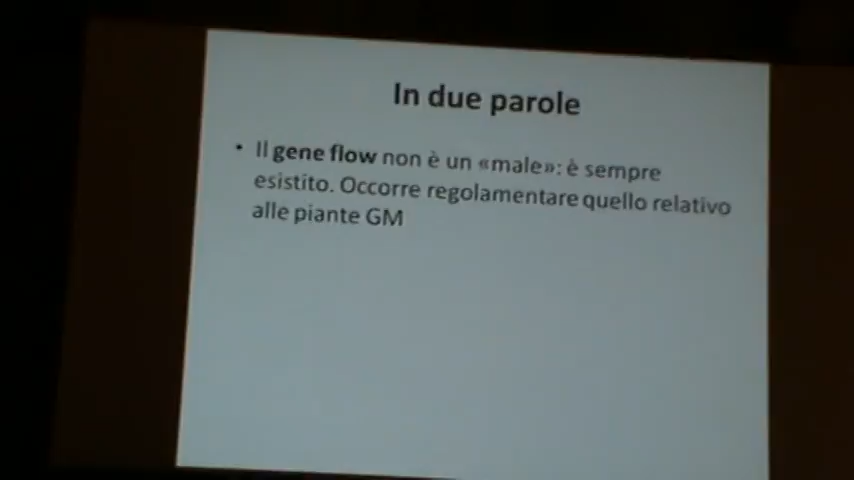 In due parole
• Il gene flow non è un «male»: è sempre
esistito. Occorre regolamentare quello relativo
alle piante GM